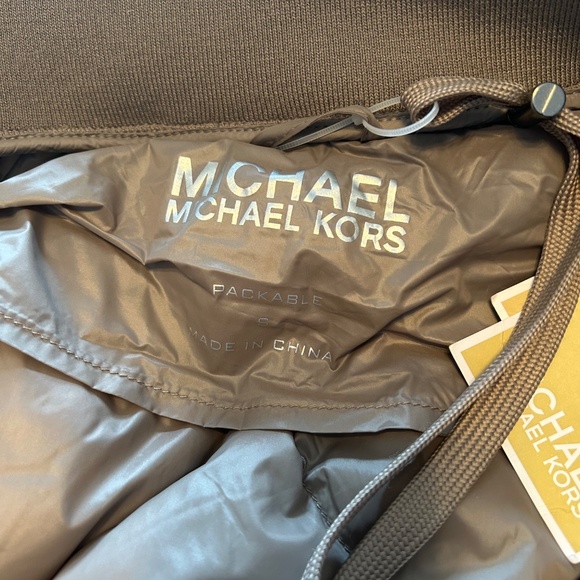 MICHAEL
MICHAEL KORS
PACKABLE
S
MADE IN CHINA
CHAEL
AEL KORS